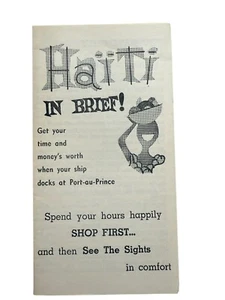 Haïti
IN BRIEF!
Get your
time and
money's worth
when your ship
docks at Port-au-Prince
Spend your hours happily
SHOP FIRST...
and then See The Sights
in comfort